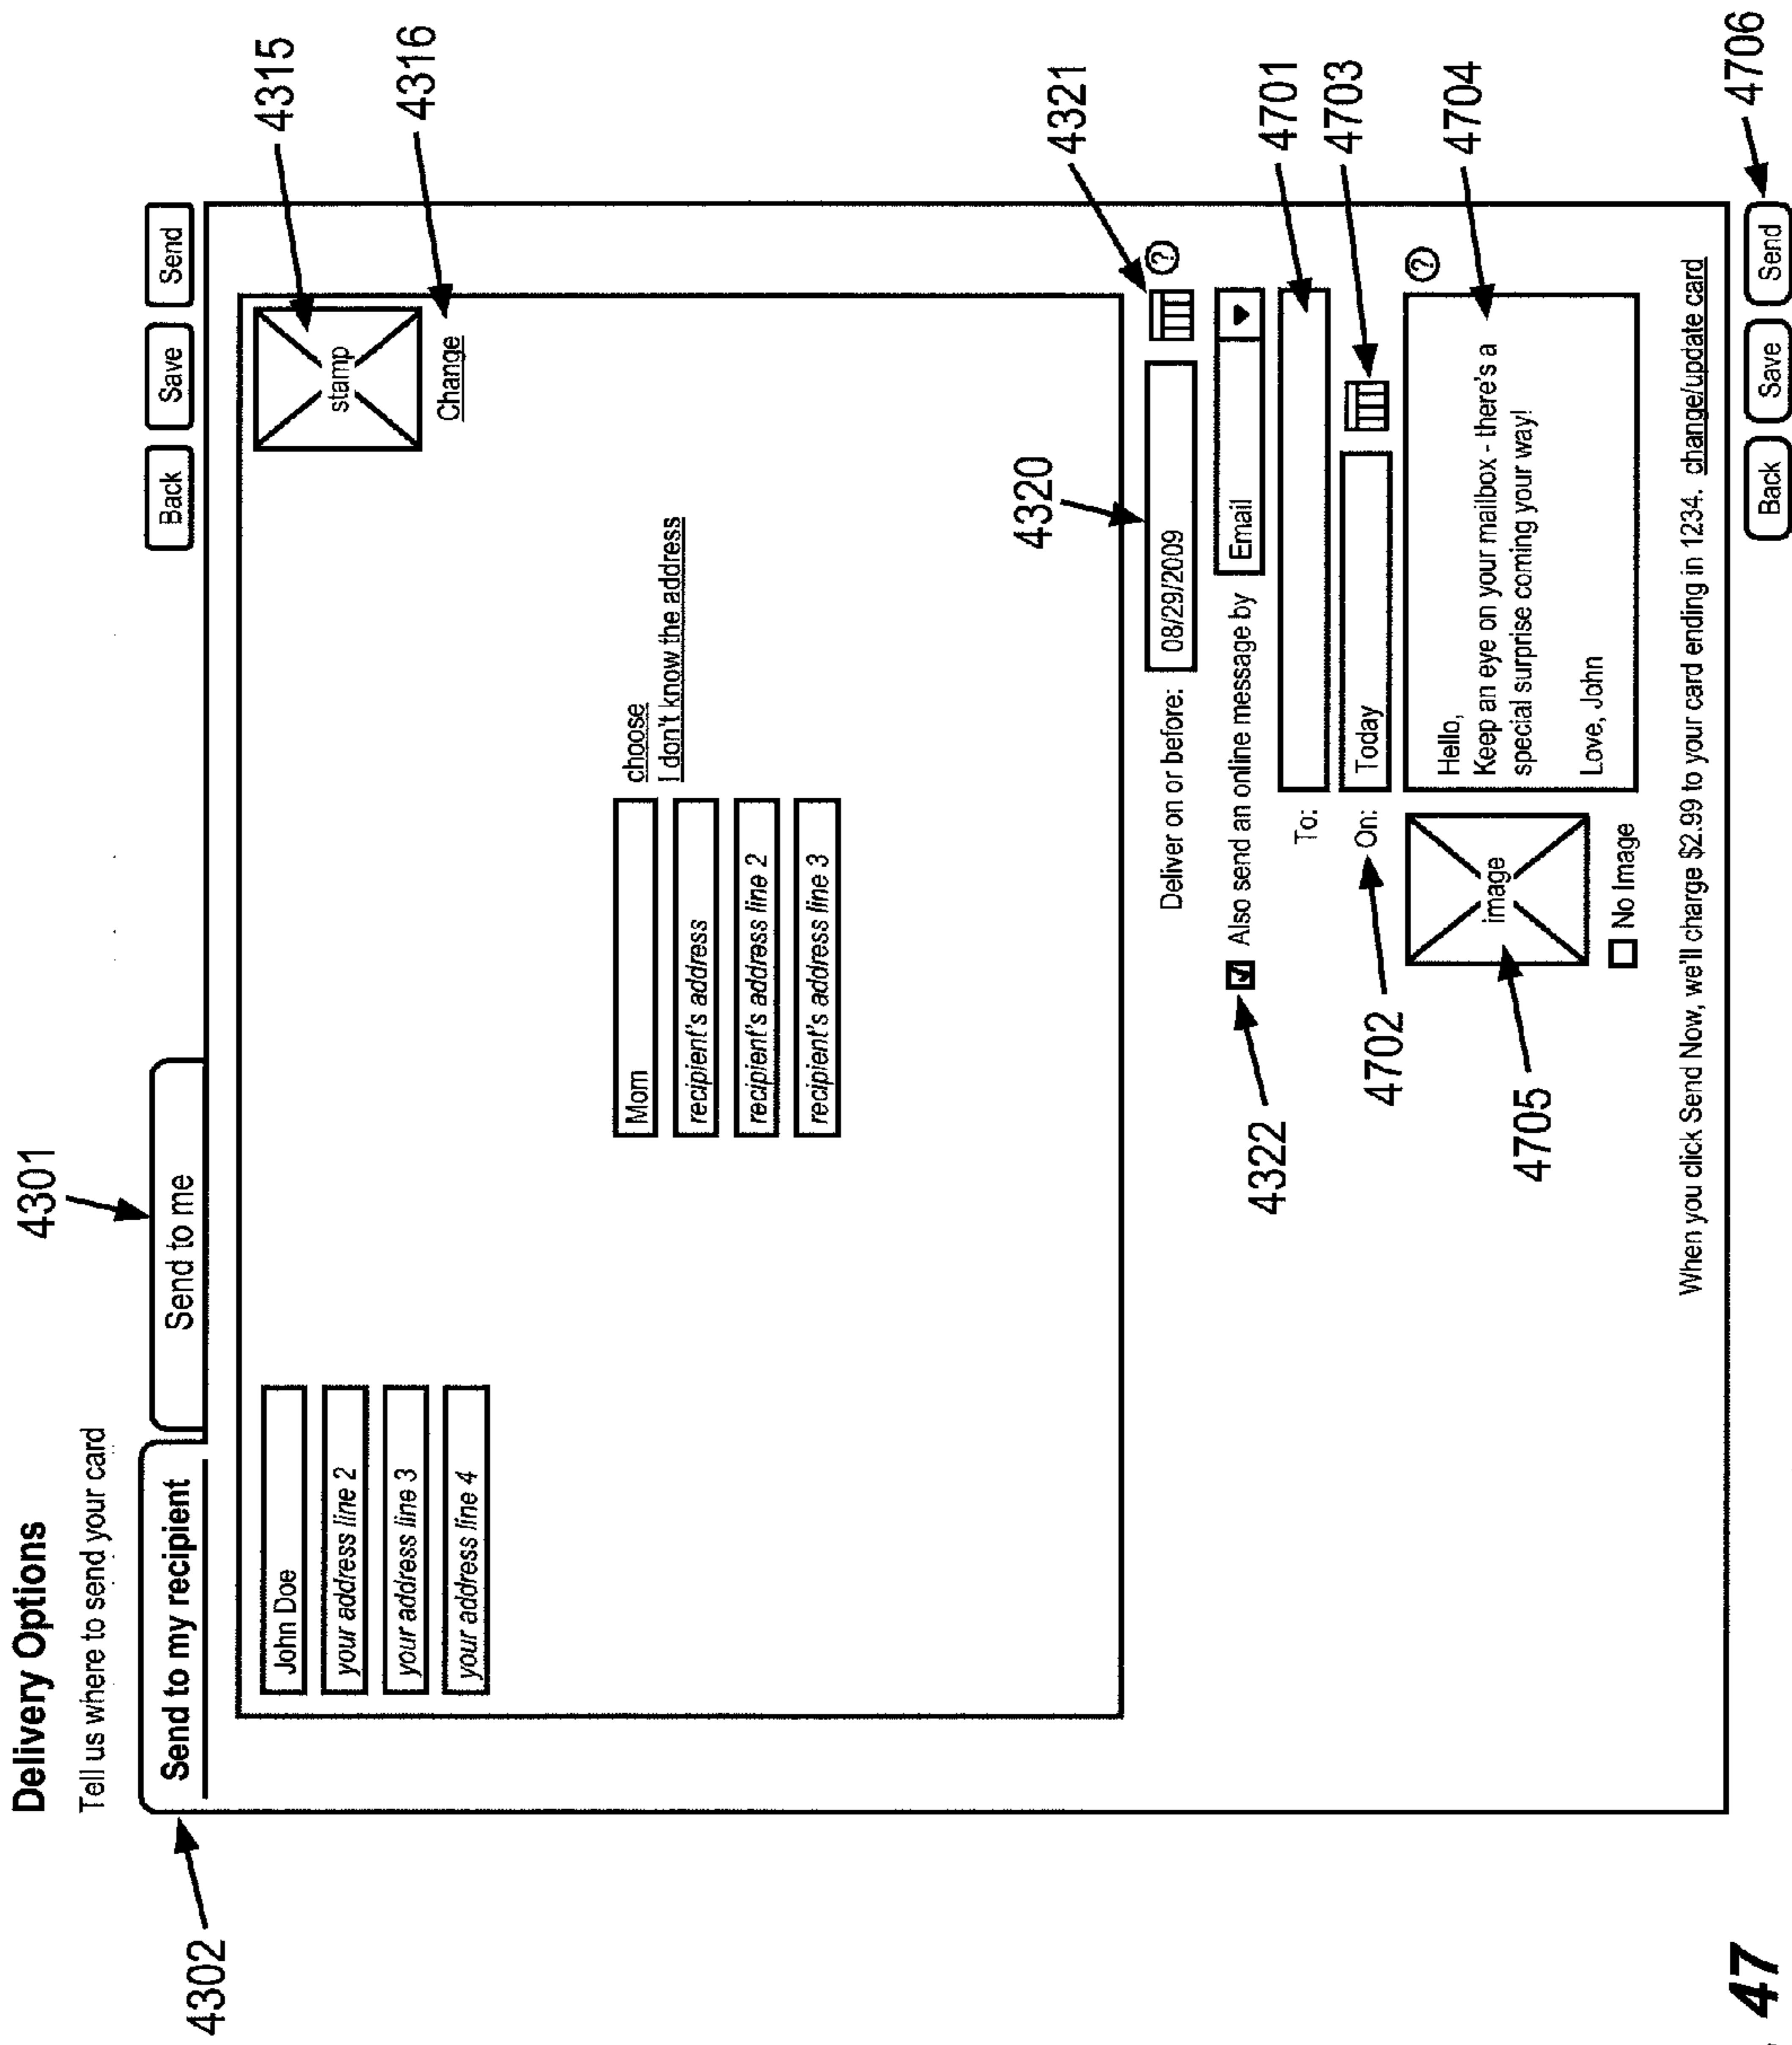 Delivery Options
4301
Tell us where to send your card
4302
Send to my recipient
Send to me
Back
Save
Send
4315
4316
John Doe
your address line 2
your address line 3
your address line 4
stamp
Change
Mom
choose
I don't know the address
recipient's address
recipient's address line 2
recipient's address line 3
4320
4321
Deliver on or before:
08/29/2009
?
4322
Also send an online message by
Email
To:
4701
4702
On:
Today
4703
4705
image
No Image
Hello,
Keep an eye on your mailbox - there's a
special surprise coming your way!
Love, John
?
4704
When you click Send Now, we'll charge $2.99 to your card ending in 1234. change/update card
Back
Save
Send
4706
47